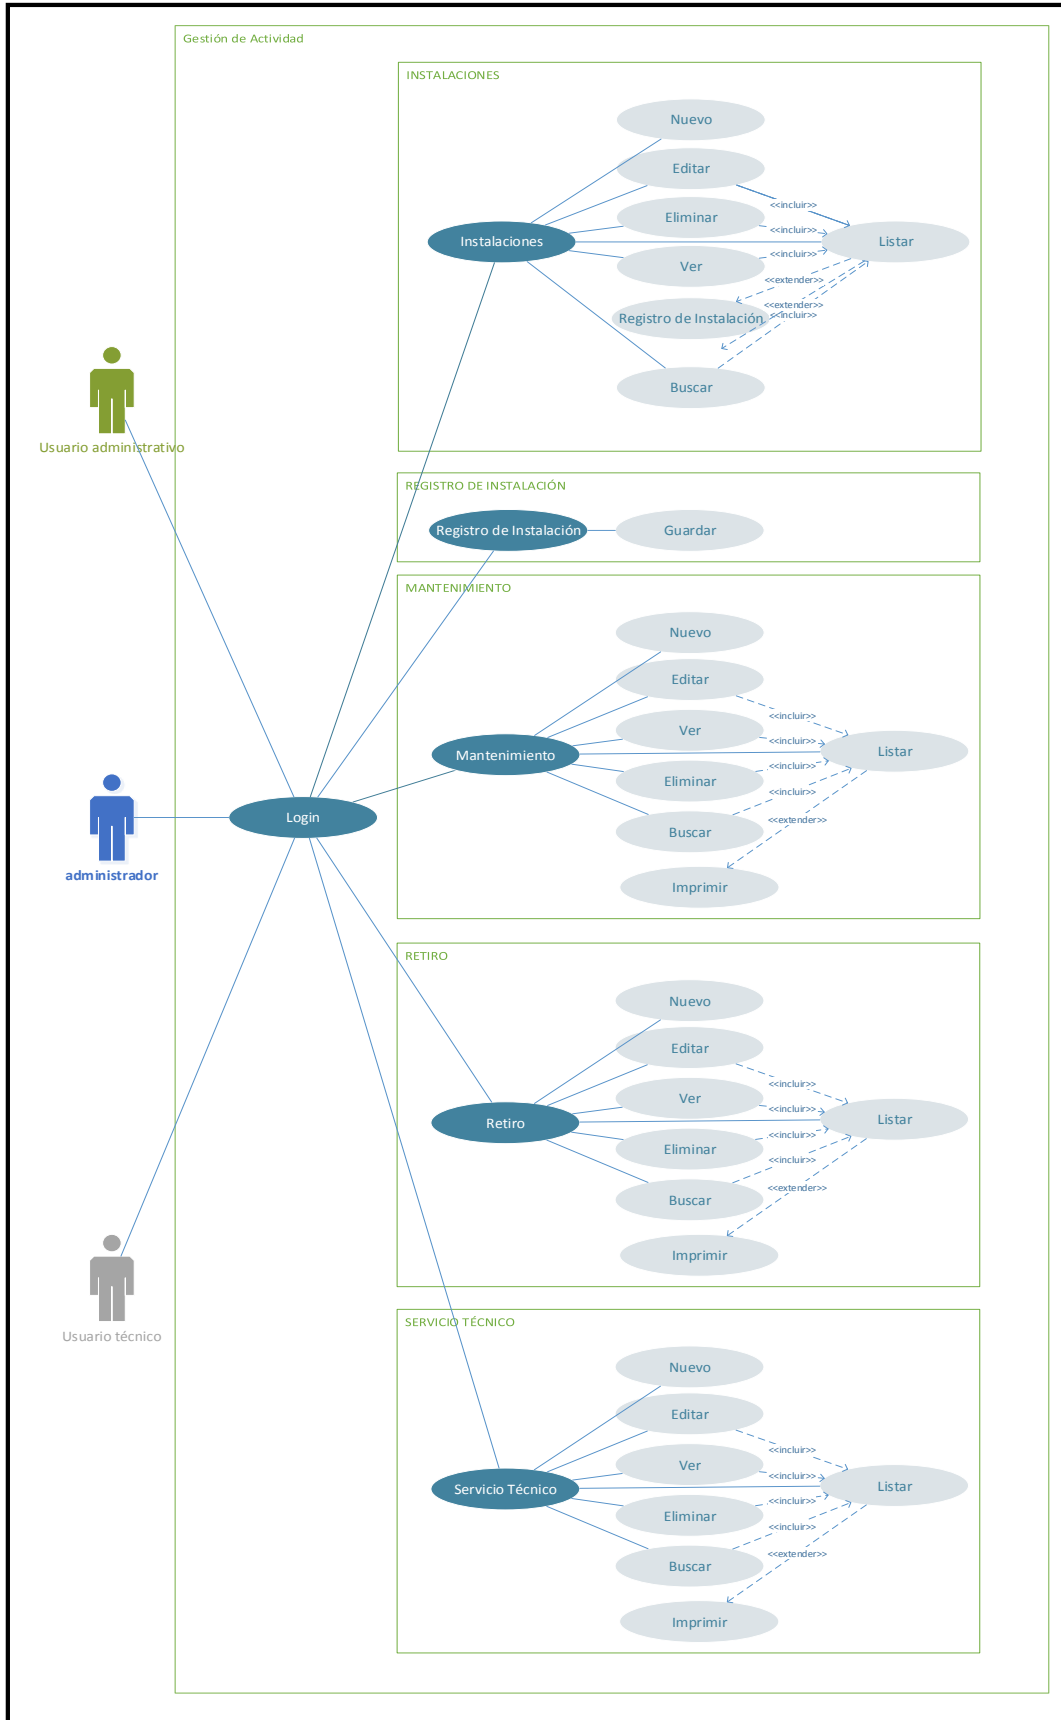 Gestión de Actividad
INSTALACIONES
Nuevo
Editar
<<incluir>>
Eliminar
<<incluir>>
Instalaciones
Listar
<<incluir>>
Ver
<<extender>>
<<extender>>
Registro de Instalación
<<incluir>>
Buscar
Usuario administrativo
REGISTRO DE INSTALACIÓN
Registro de Instalación
Guardar
MANTENIMIENTO
Nuevo
Editar
<<incluir>>
Ver
<<incluir>>
Mantenimiento
Listar
<<incluir>>
Eliminar
<<incluir>>
Login
<<extender>>
Buscar
administrador
Imprimir
RETIRO
Nuevo
Editar
<<incluir>>
Ver
<<incluir>>
Retiro
Listar
<<incluir>>
Eliminar
<<incluir>>
<<extender>>
Buscar
Imprimir
Usuario técnico
SERVICIO TÉCNICO
Nuevo
Editar
<<incluir>>
Ver
<<incluir>>
Servicio Técnico
Listar
<<incluir>>
Eliminar
<<incluir>>
<<extender>>
Buscar
Imprimir